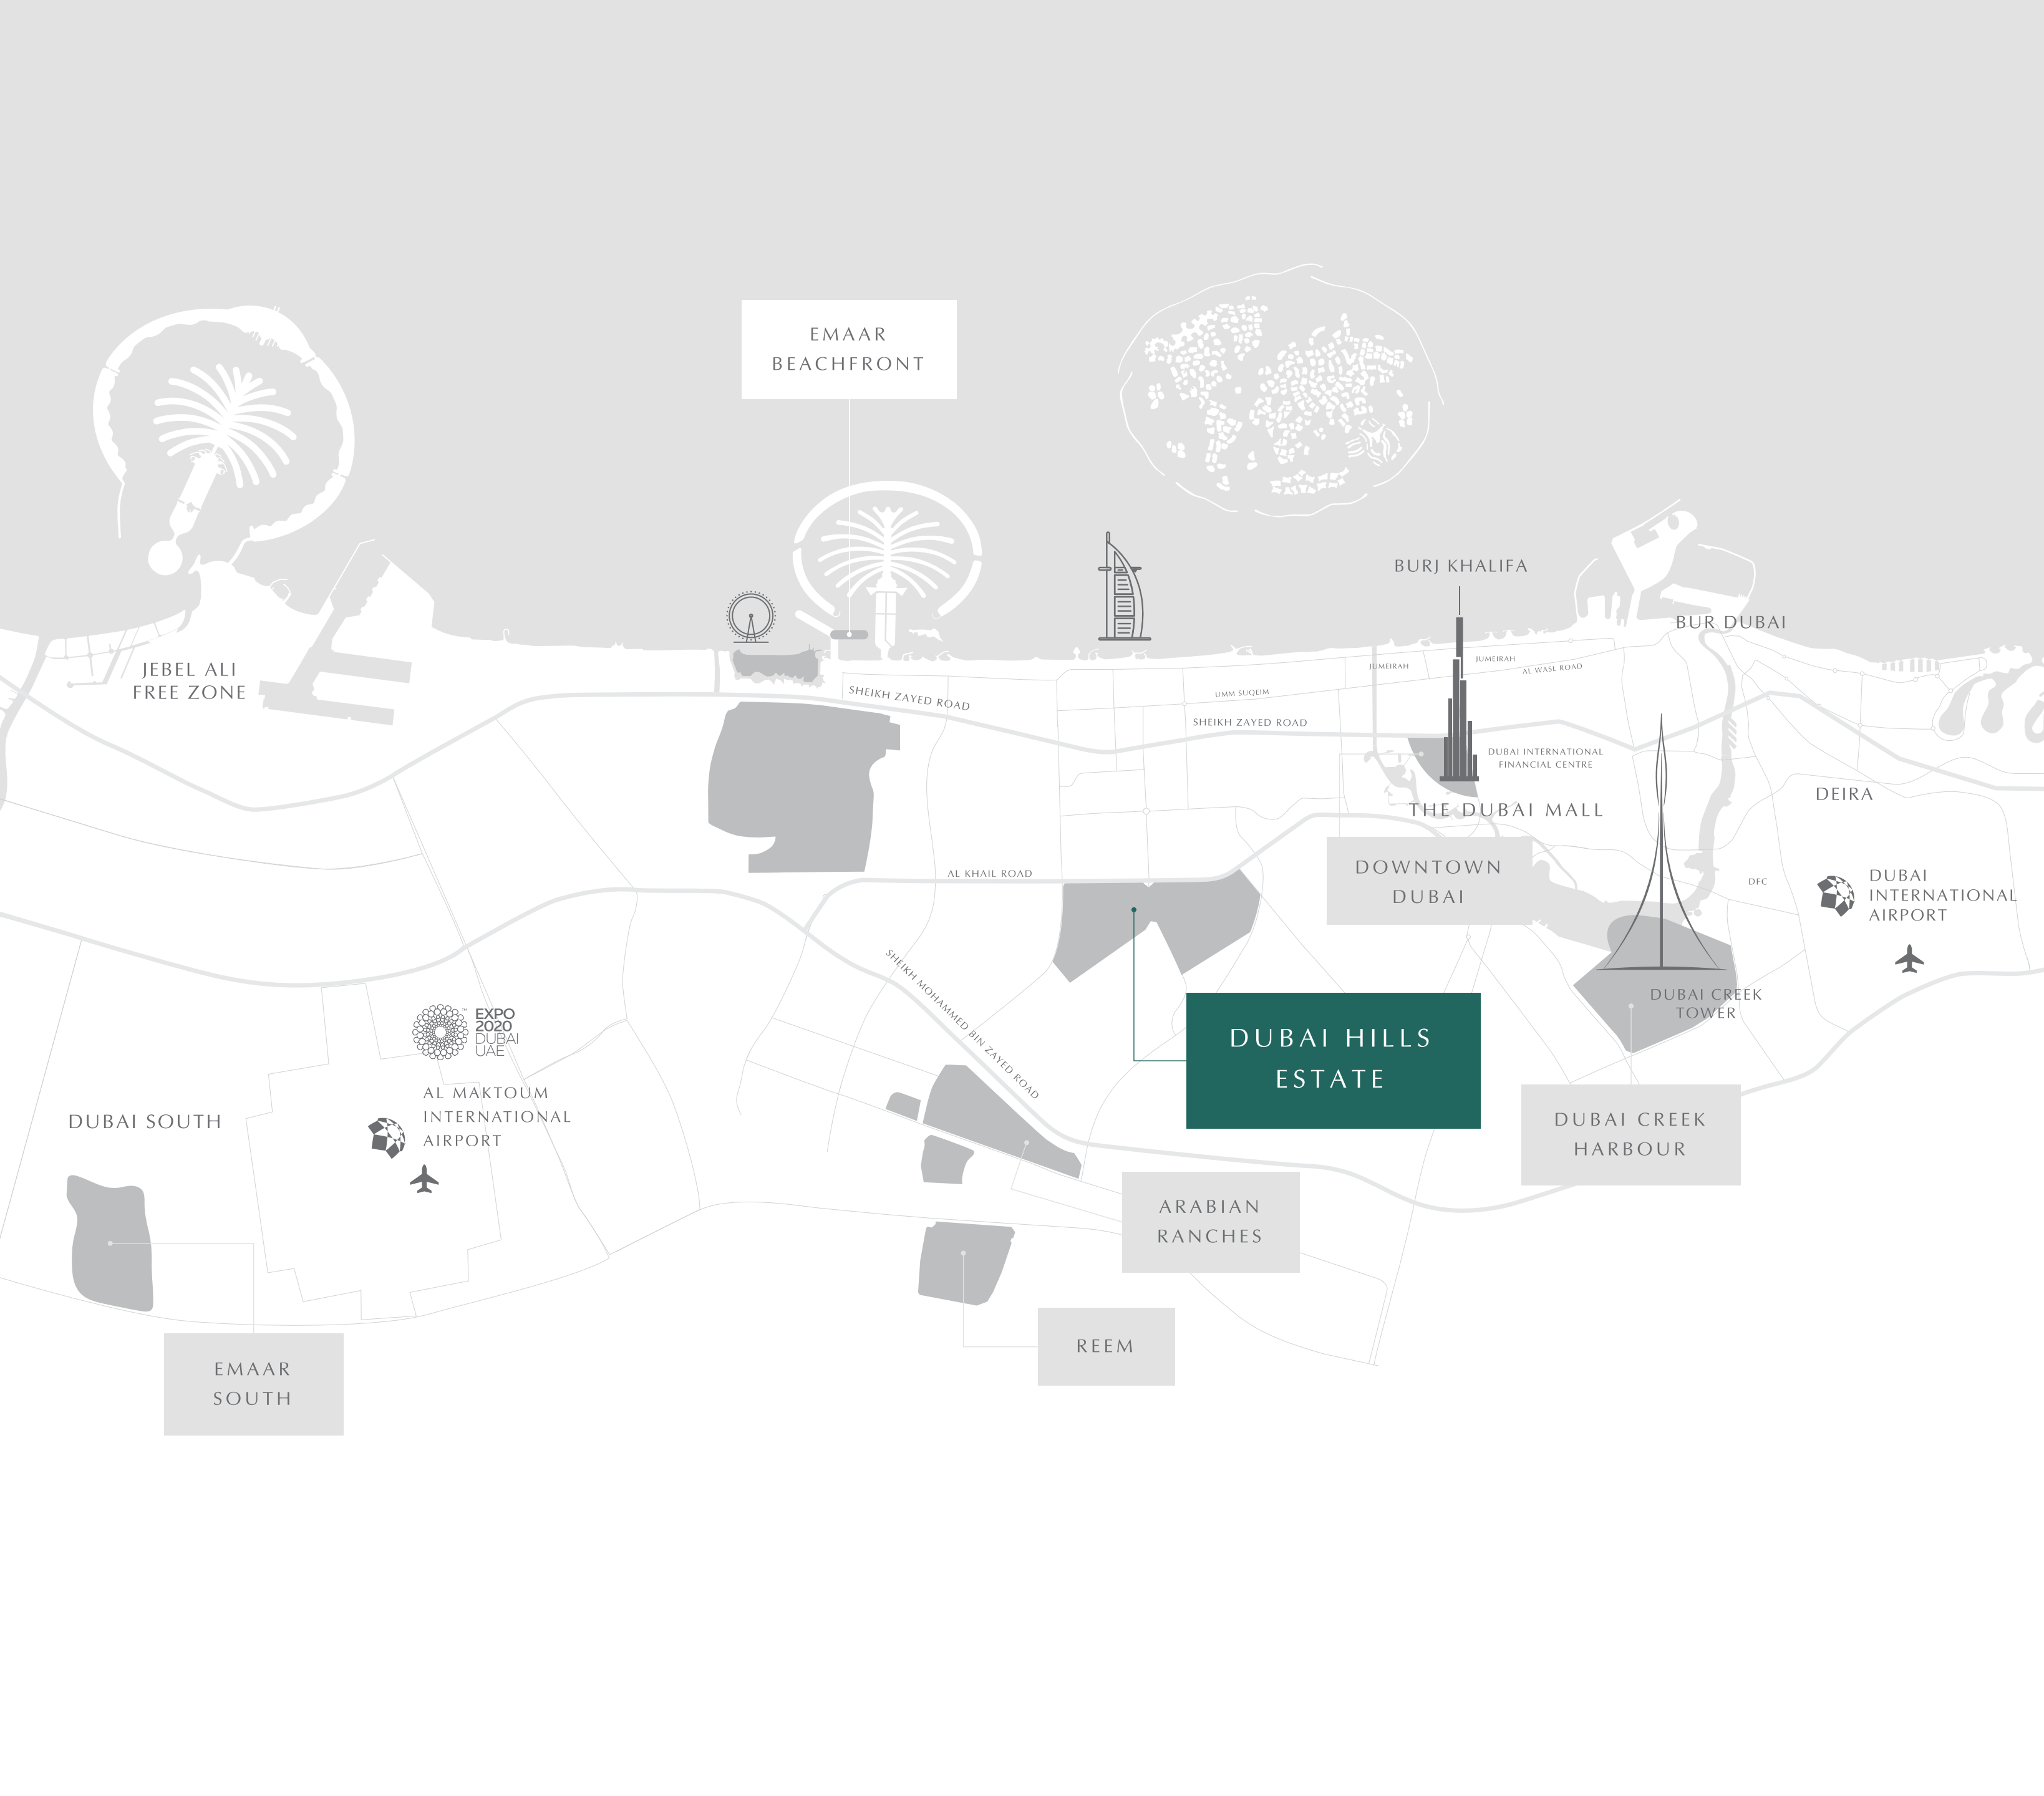 EMAAR
BEACHFRONT
BURJ KHALIFA
BUR DUBAI
JEBEL ALI
FREE ZONE
JUMEIRAH
JUMEIRAH
AL WASL ROAD
SHEIKH ZAYED ROAD
UMM SUQEIM
SHEIKH ZAYED ROAD
DUBAI INTERNATIONAL
FINANCIAL CENTRE
DEIRA
THE DUBAI MALL
DOWNTOWN
DUBAI
AL KHAIL ROAD
DFC
DUBAI
INTERNATIONAL
AIRPORT
SHEIKH MOHAMMED BIN ZAYED ROAD
DUBAI CREEK
TOWER
EXPO
2020
DUBAI
UAE
TM
DUBAI HILLS
ESTATE
AL MAKTOUM
INTERNATIONAL
AIRPORT
DUBAI SOUTH
DUBAI CREEK
HARBOUR
ARABIAN
RANCHES
REEM
EMAAR
SOUTH